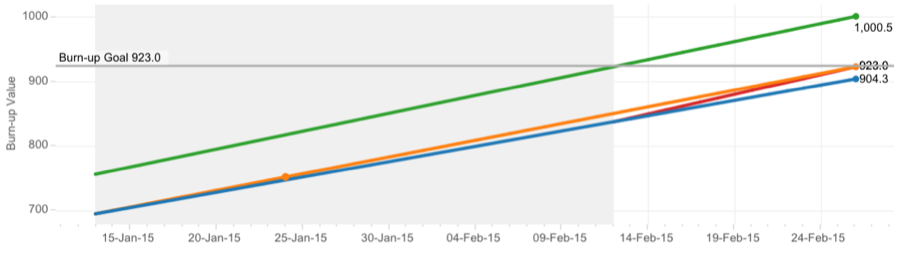 1000
1,000.5
Burn-up Goal 923.0
923.0
904.3
900
800
700
Burn-up Value
15-Jan-15 20-Jan-15 25-Jan-15 30-Jan-15 04-Feb-15 09-Feb-15 14-Feb-15 19-Feb-15 24-Feb-15